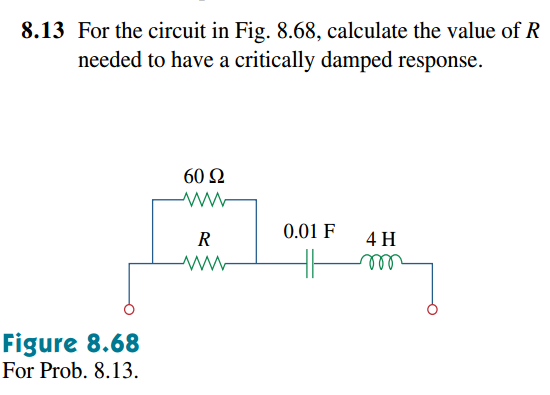 8.13 For the circuit in Fig. 8.68, calculate the value of R
needed to have a critically damped response.
60 Ω
R
0.01 F
4 H
Figure 8.68
For Prob. 8.13.